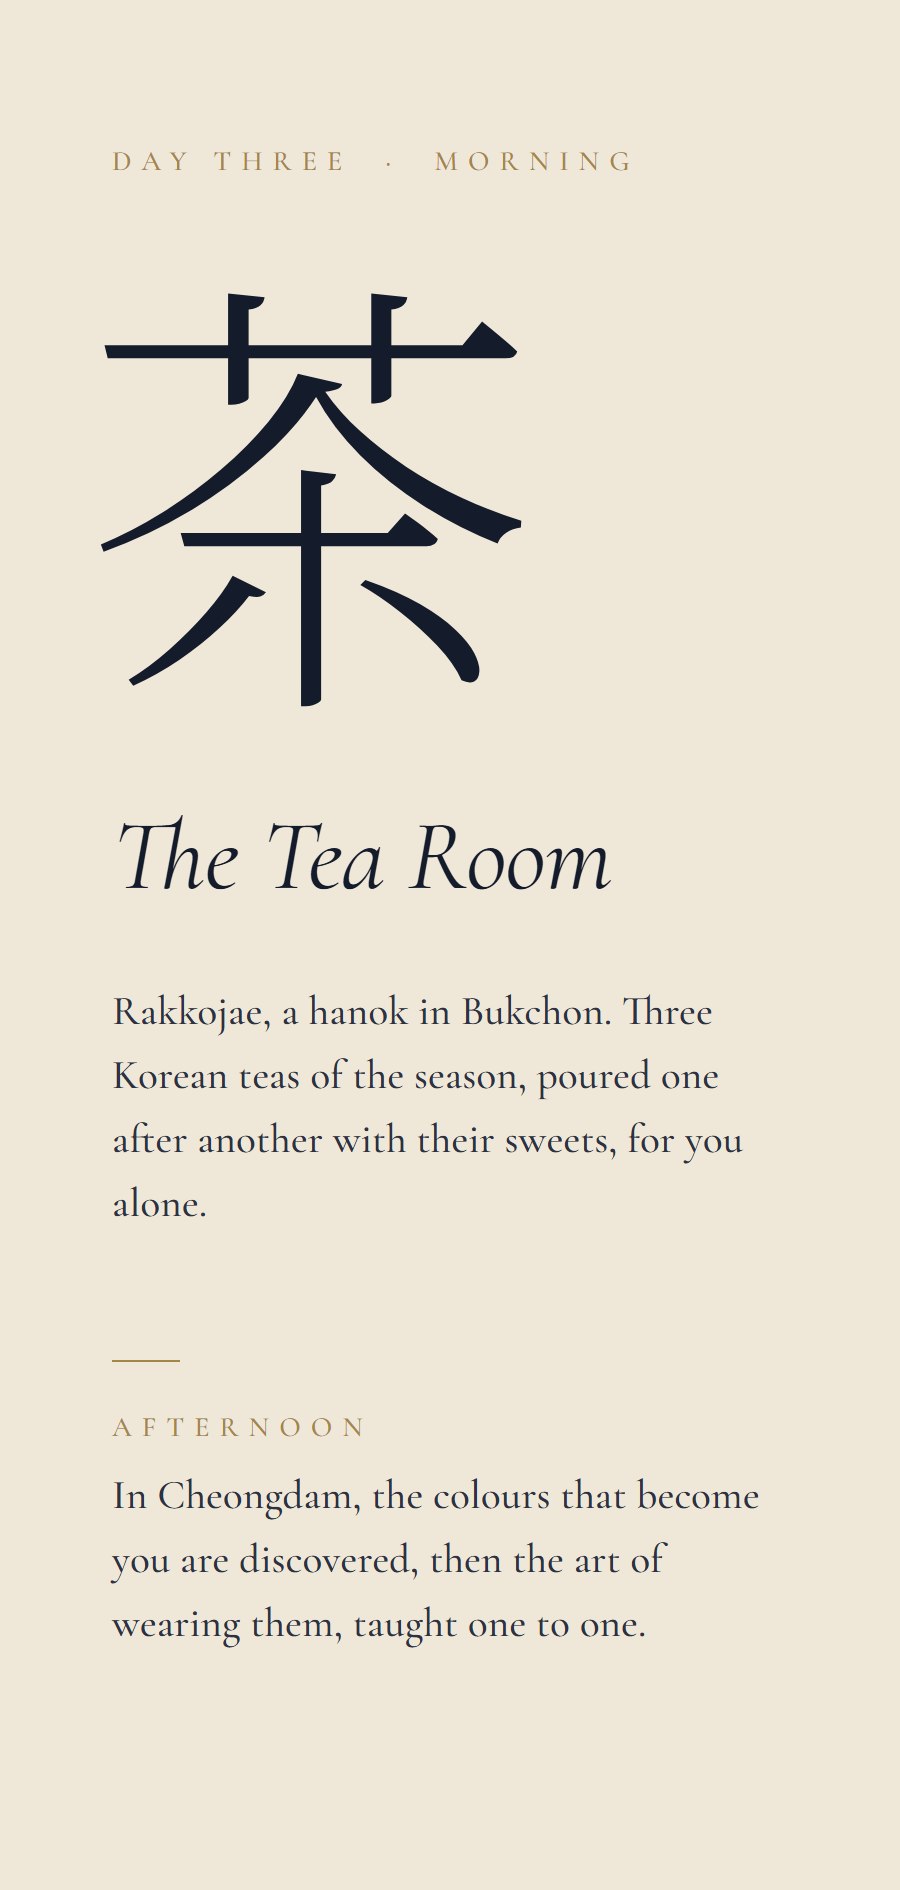 DAY THREE · MORNING
茶
The Tea Room
Rakkojae, a hanok in Bukchon. Three
Korean teas of the season, poured one
after another with their sweets, for you
alone.
AFTERNOON
In Cheongdam, the colours that become
you are discovered, then the art of
wearing them, taught one to one.